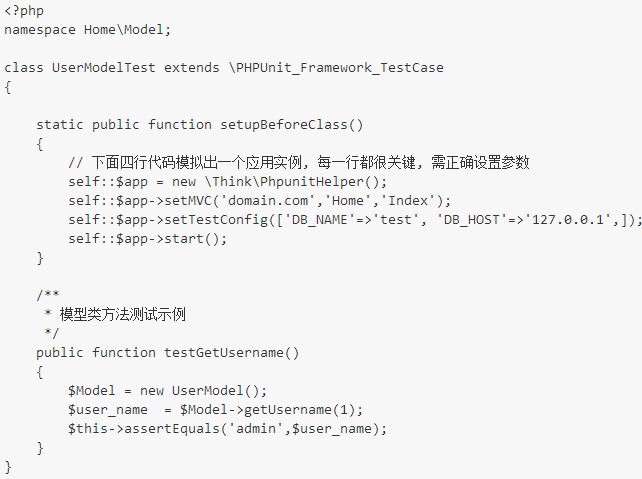 <?php
namespace Home\Model;
class UserModelTest extends \PHPUnit_Framework_TestCase
{
static public function setupBeforeClass()
{
// 下面四行代码模拟出一个应用实例, 每一行都很关键, 需正确设置参数
self::$app = new \Think\PhpunitHelper();
self::$app->setMVC('domain.com','Home','Index');
self::$app->setTestConfig(['DB_NAME'=>'test', 'DB_HOST'=>'127.0.0.1',]);
self::$app->start();
}
/**
* 模型类方法测试示例
*/
public function testGetUsername()
{
$Model = new UserModel();
$user_name  = $Model->getUsername(1);
$this->assertEquals('admin',$user_name);
}
}